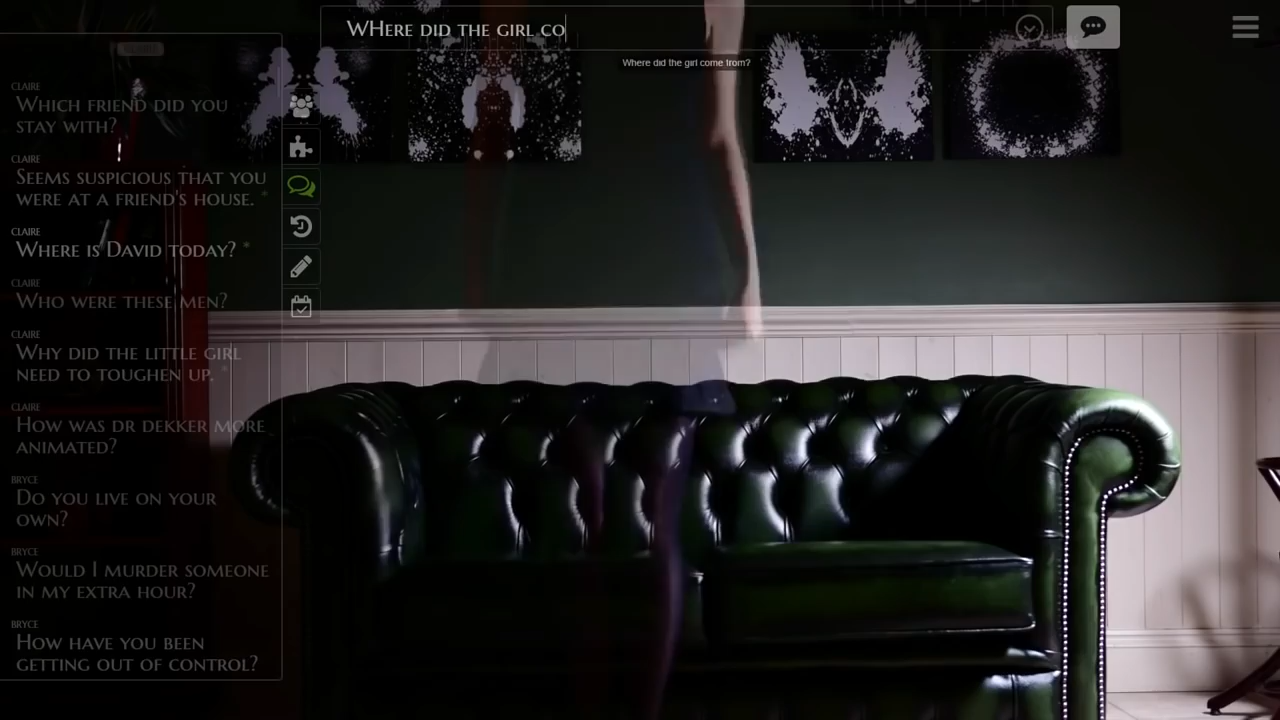 WHere did the girl co
Where did the girl come from?
CLAIRE
Which friend did you
stay with?
CLAIRE
Seems suspicious that you
were at a friend's house. *
CLAIRE
Where is David today? *
CLAIRE
Who were these men?
CLAIRE
Why did the little girl
need to toughen up. *
CLAIRE
How was Dr Dekker more
animated?
BRYCE
Do you live on your
own?
BRYCE
Would I murder someone
in my extra hour?
BRYCE
How have you been
getting out of control?